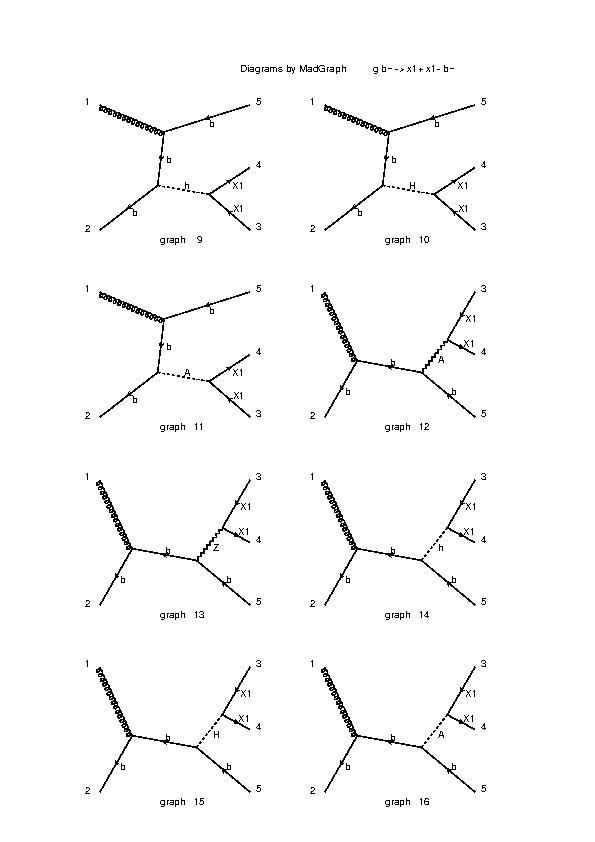 Diagrams by MadGraph g b~ -> x1+ x1- b~
1 5 1 5
b b
4 4
b b
h X1 H X1
X1 X1
b b
2 3 2 3
graph 9 graph 10
1 5 1 3
b X1
4 X1
b A 4
A X1 b
X1 b b
b
2 3 2 5
graph 11 graph 12
1 3 1 3
X1 X1
X1 X1
4 4
Z h
b b
b b b b
2 5 2 5
graph 13 graph 14
1 3 1 3
X1 X1
X1 X1
4 4
H A
b b
b b b b
2 5 2 5
graph 15 graph 16